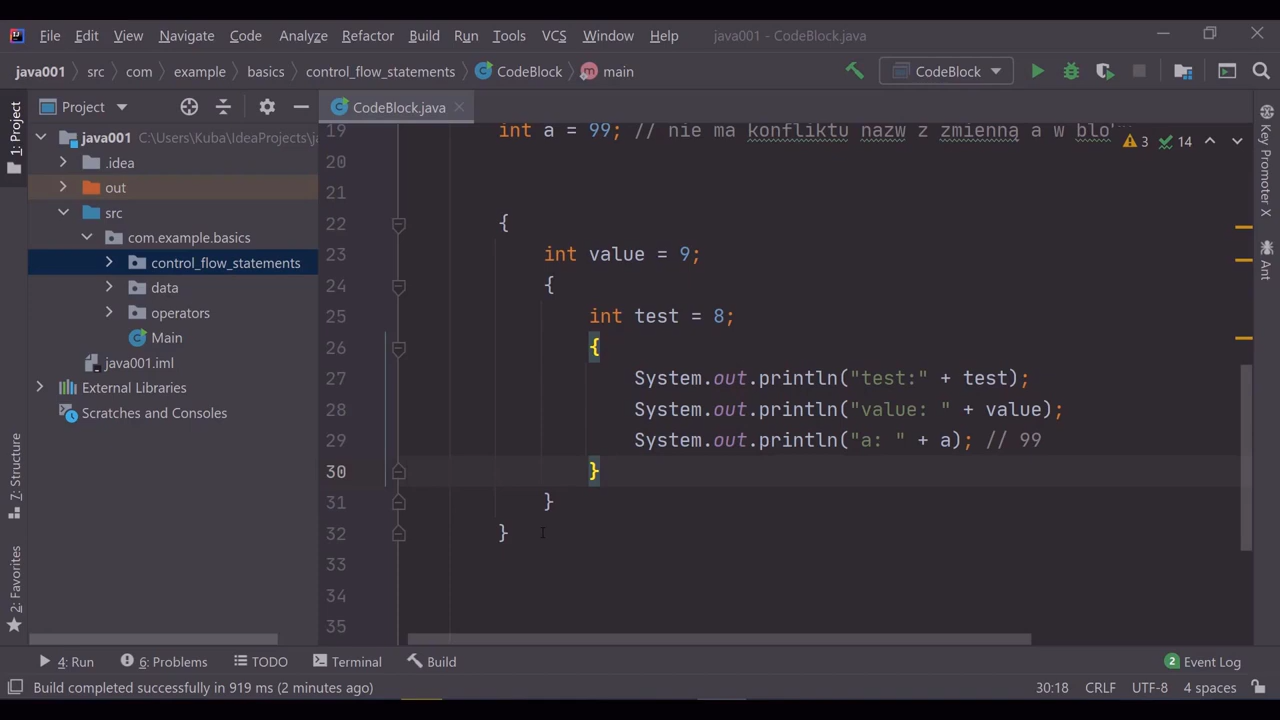 File Edit View Navigate Code Analyze Refactor Build Run Tools VCS Window Help java001 - CodeBlock.java
java001 src com example basics control_flow_statements CodeBlock main CodeBlock
1: Project
Project
java001 C:\Users\Kuba\IdeaProjects\ja
.idea
out
src
com.example.basics
control_flow_statements
data
operators
Main
java001.iml
External Libraries
Scratches and Consoles
7: Structure
2: Favorites
CodeBlock.java
3 14
19 int a = 99; // nie ma konfliktu nazw z zmienną a w blo
20
21
22 {
23 int value = 9;
24 {
25 int test = 8;
26 {
27 System.out.println("test:" + test);
28 System.out.println("value: " + value);
29 System.out.println("a: " + a); // 99
30 }
31 }
32 }
33
34
35
Key Promoter X
Ant
4: Run 6: Problems TODO Terminal Build 2 Event Log
Build completed successfully in 919 ms (2 minutes ago) 30:18 CRLF UTF-8 4 spaces